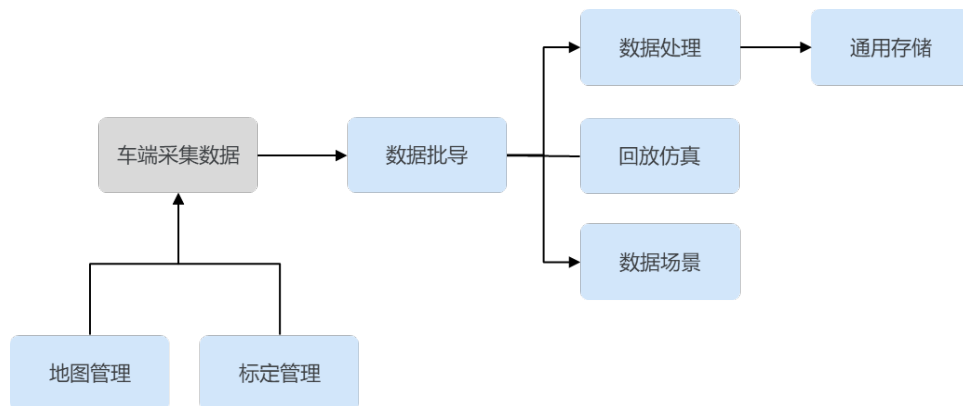 数据处理
通用存储
车端采集数据
数据批导
回放仿真
数据场景
地图管理
标定管理